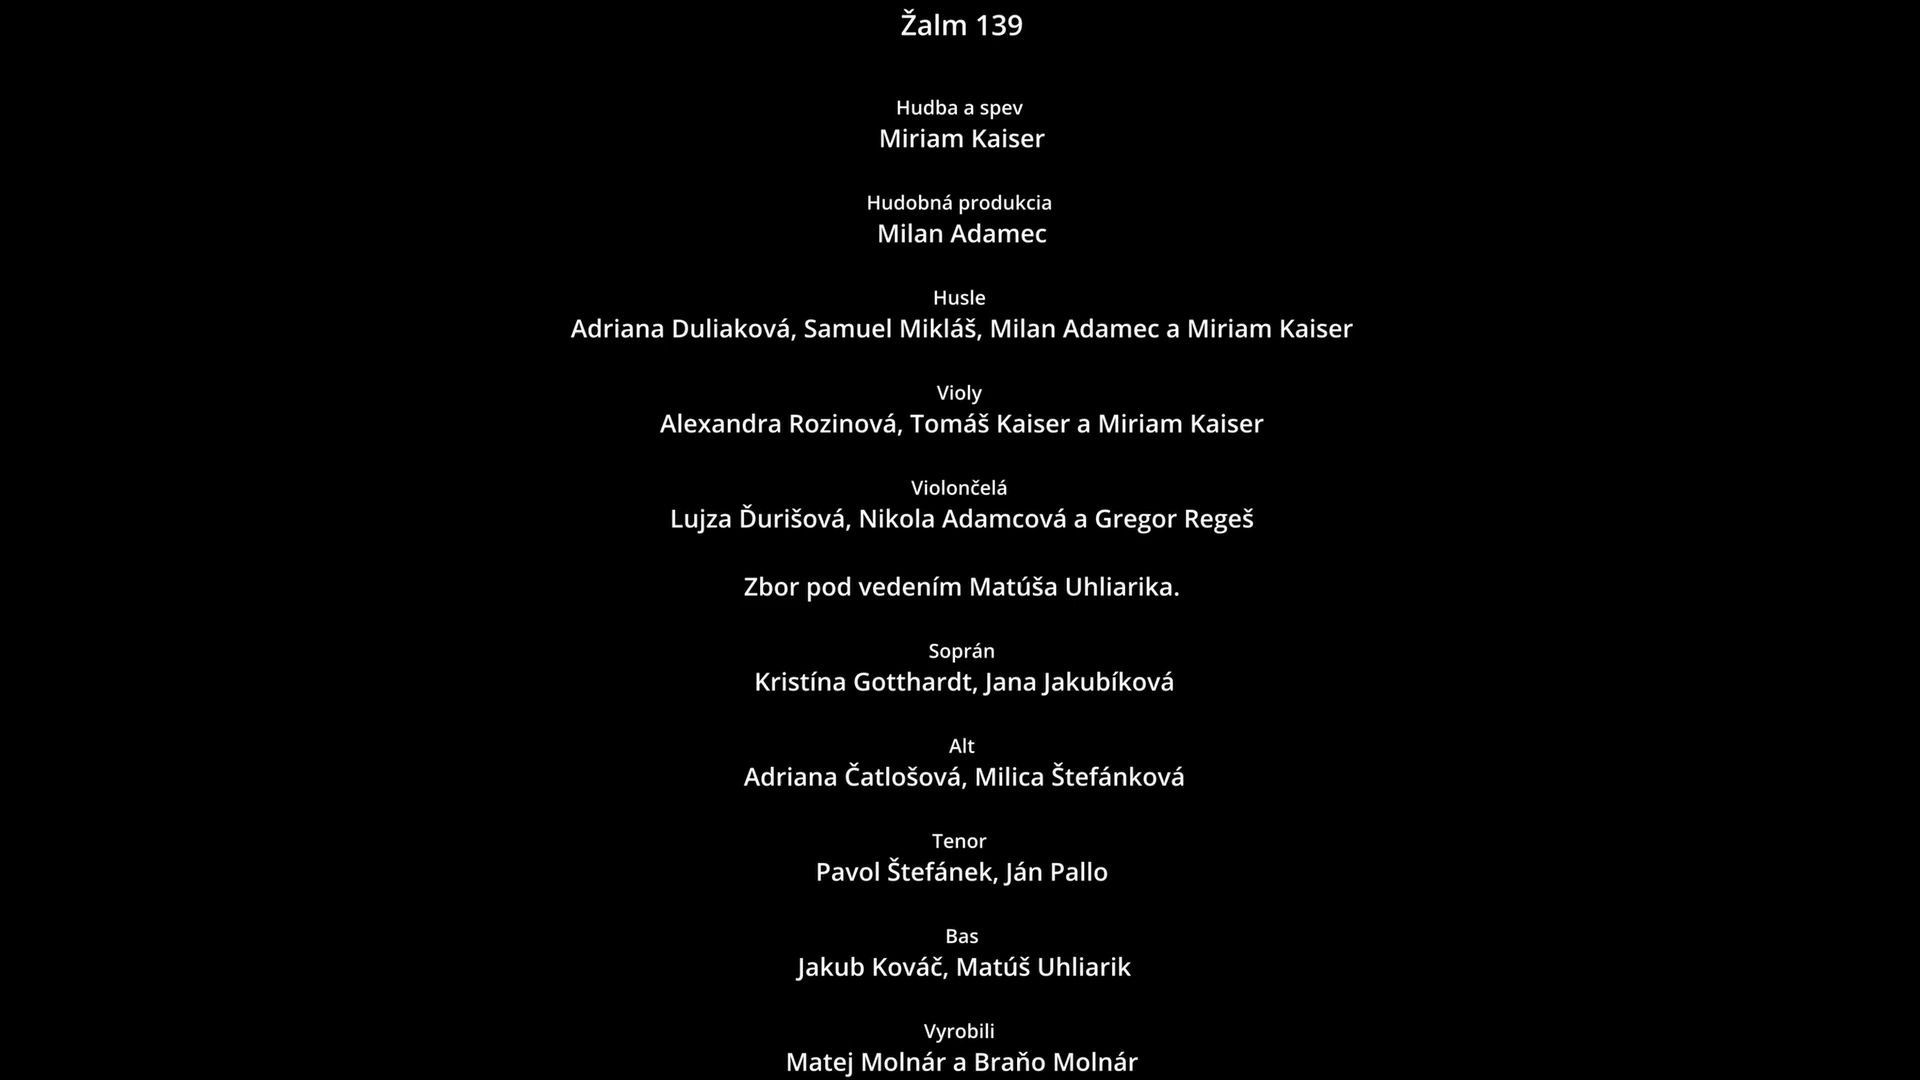 Žalm 139
Hudba a spev
Miriam Kaiser
Hudobná produkcia
Milan Adamec
Husle
Adriana Duliaková, Samuel Mikláš, Milan Adamec a Miriam Kaiser
Violy
Alexandra Rozinová, Tomáš Kaiser a Miriam Kaiser
Violončelá
Lujza Ďurišová, Nikola Adamcová a Gregor Regeš
Zbor pod vedením Matúša Uhliarika.
Soprán
Kristína Gotthardt, Jana Jakubíková
Alt
Adriana Čatlošová, Milica Štefánková
Tenor
Pavol Štefánek, Ján Pallo
Bas
Jakub Kováč, Matúš Uhliarik
Vyrobili
Matej Molnár a Braňo Molnár